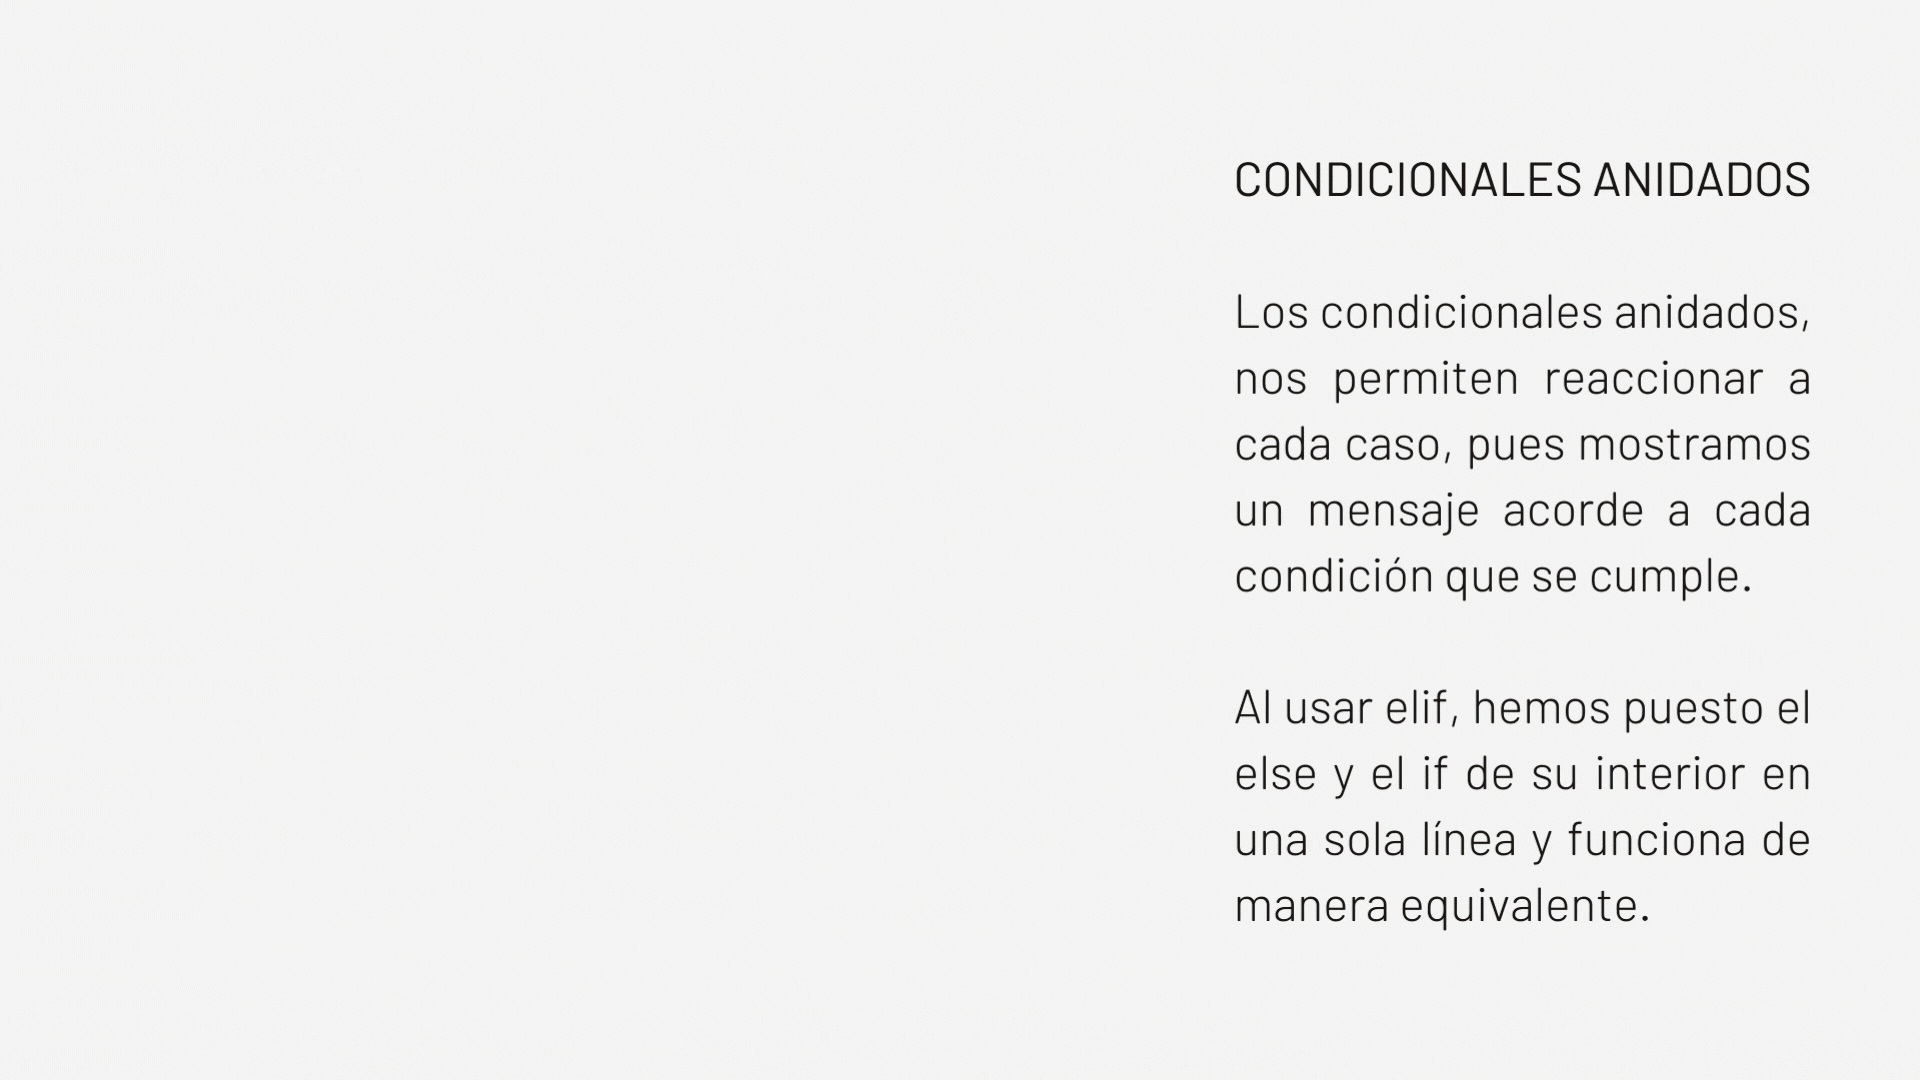 CONDICIONALES ANIDADOS
Los condicionales anidados,
nos permiten reaccionar a
cada caso, pues mostramos
un mensaje acorde a cada
condición que se cumple.
Al usar elif, hemos puesto el
else y el if de su interior en
una sola línea y funciona de
manera equivalente.